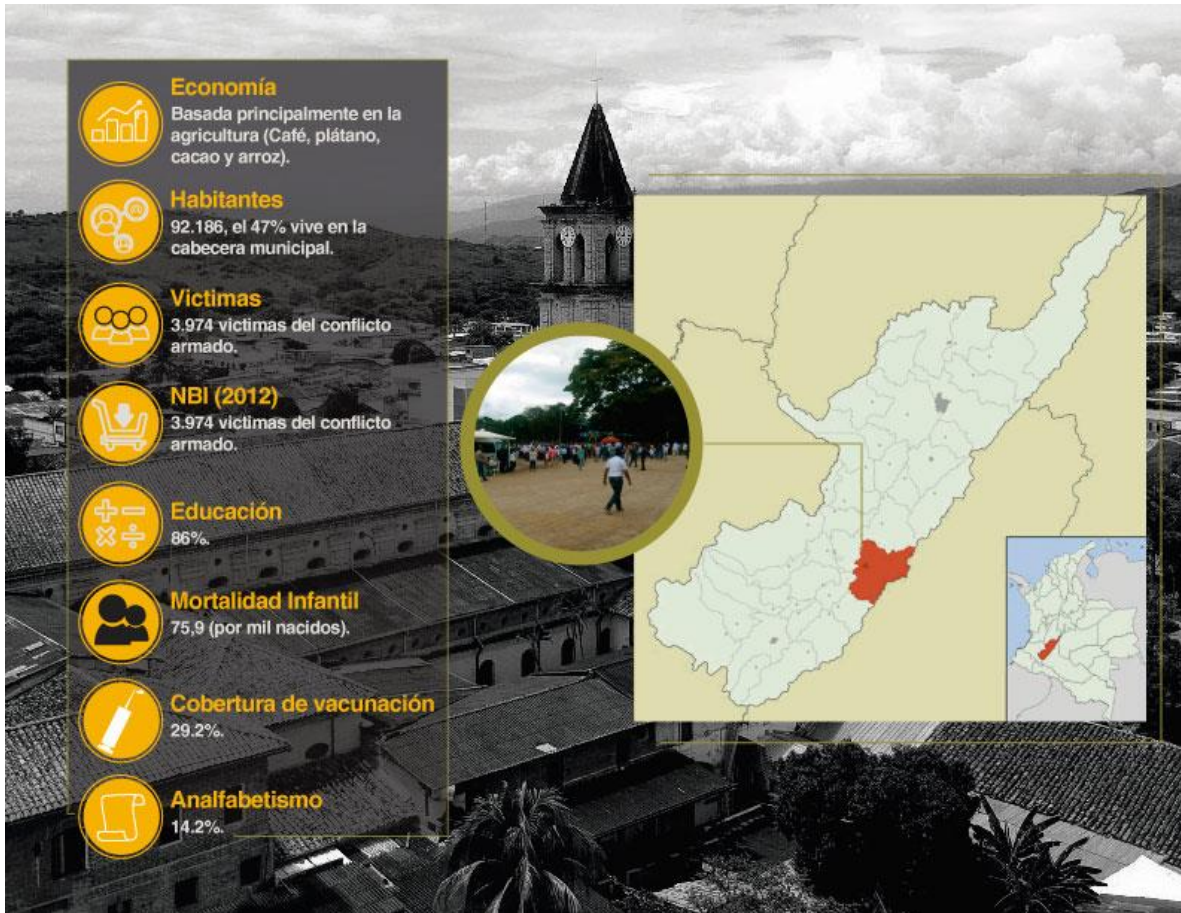 Economía
Basada principalmente en la
agricultura (Café, plátano,
cacao y arroz).
Habitantes
92.186, el 47% vive en la
cabecera municipal.
Victimas
3.974 victimas del conflicto
armado.
NBI (2012)
3.974 victimas del conflicto
armado.
Educación
86%.
Mortalidad Infantil
75,9 (por mil nacidos).
Cobertura de vacunación
29.2%.
Analfabetismo
14.2%.